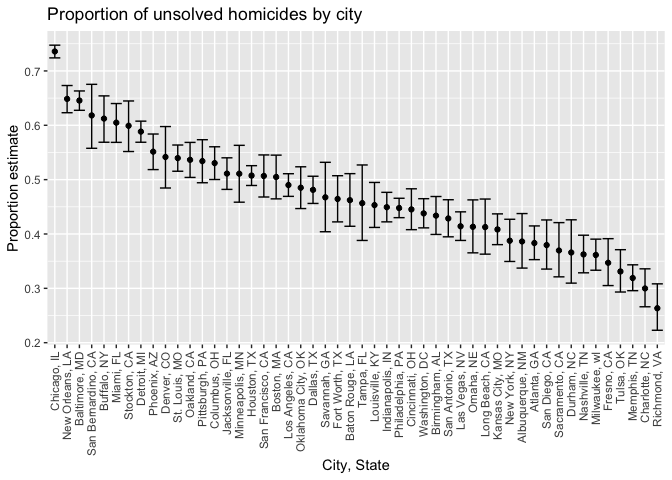 Proportion of unsolved homicides by city
Proportion estimate
0.7
0.6
0.5
0.4
0.3
0.2
Chicago, IL
New Orleans, LA
Baltimore, MD
San Bernardino, CA
Buffalo, NY
Miami, FL
Stockton, CA
Detroit, MI
Phoenix, AZ
Denver, CO
St. Louis, MO
Oakland, CA
Pittsburgh, PA
Columbus, OH
Jacksonville, FL
Minneapolis, MN
Houston, TX
San Francisco, CA
Boston, MA
Los Angeles, CA
Oklahoma City, OK
Dallas, TX
Savannah, GA
Fort Worth, TX
Baton Rouge, LA
Tampa, FL
Louisville, KY
Indianapolis, IN
Philadelphia, PA
Cincinnati, OH
Washington, DC
Birmingham, AL
San Antonio, TX
Las Vegas, NV
Omaha, NE
Long Beach, CA
Kansas City, MO
New York, NY
Albuquerque, NM
Atlanta, GA
San Diego, CA
Sacramento, CA
Durham, NC
Nashville, TN
Milwaukee, wI
Fresno, CA
Tulsa, OK
Memphis, TN
Charlotte, NC
Richmond, VA
City, State